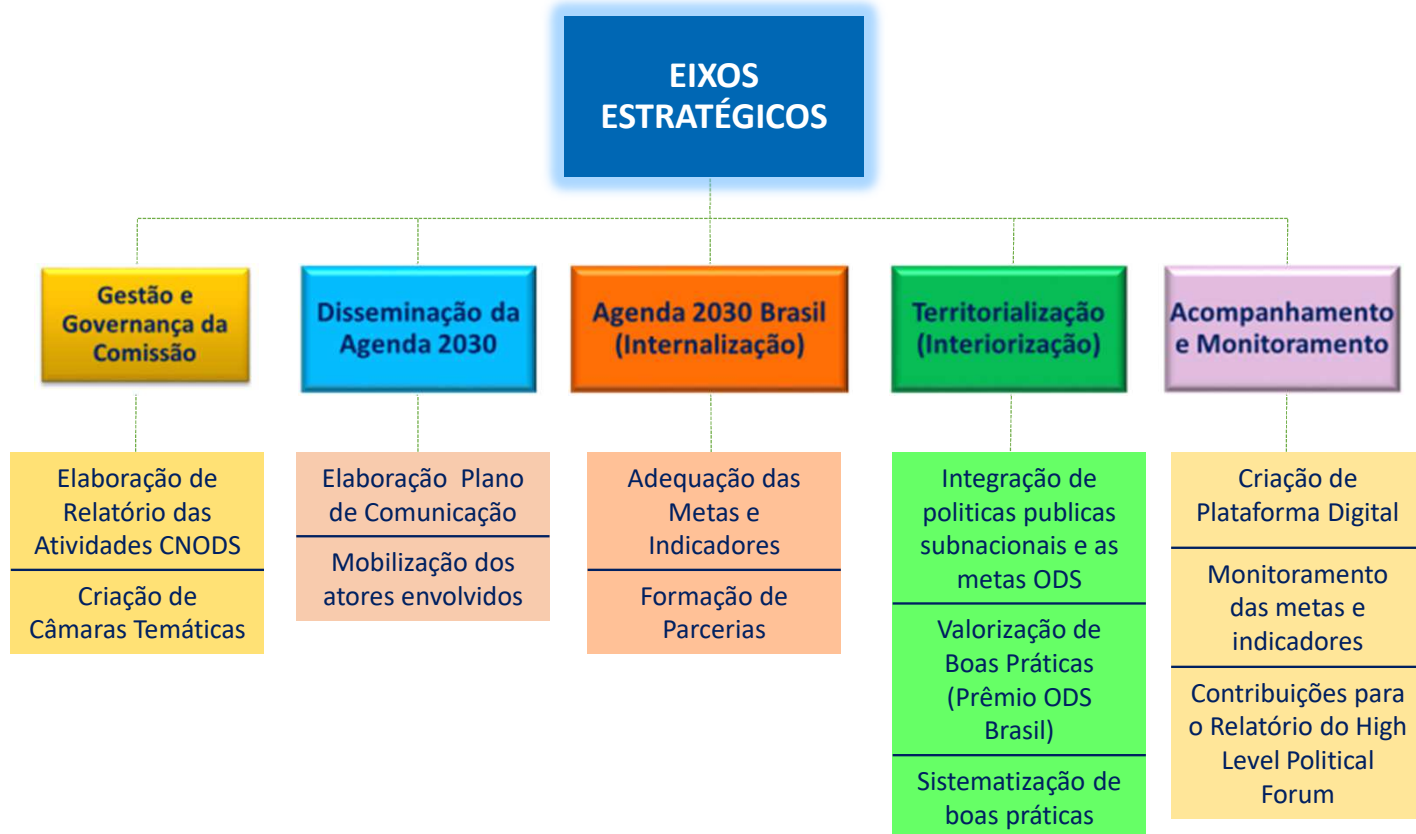 EIXOS
ESTRATÉGICOS
Gestão e
Governança da
Comissão
Disseminação da
Agenda 2030
Agenda 2030 Brasil
(Internalização)
Territorialização
(Interiorização)
Acompanhamento
e Monitoramento
Elaboração de
Relatório das
Atividades CNODS
Criação de
Câmaras Temáticas
Elaboração Plano
de Comunicação
Mobilização dos
atores envolvidos
Adequação das
Metas e
Indicadores
Formação de
Parcerias
Integração de
politicas publicas
subnacionais e as
metas ODS
Valorização de
Boas Práticas
(Prêmio ODS
Brasil)
Sistematização de
boas práticas
Criação de
Plataforma Digital
Monitoramento
das metas e
indicadores
Contribuições para
o Relatório do High
Level Political
Forum